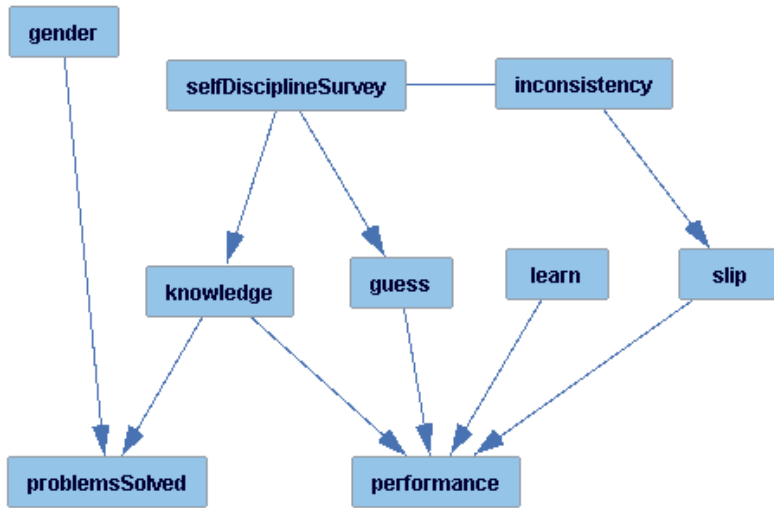 gender
selfDisciplineSurvey
inconsistency
knowledge
guess
learn
slip
problemsSolved
performance